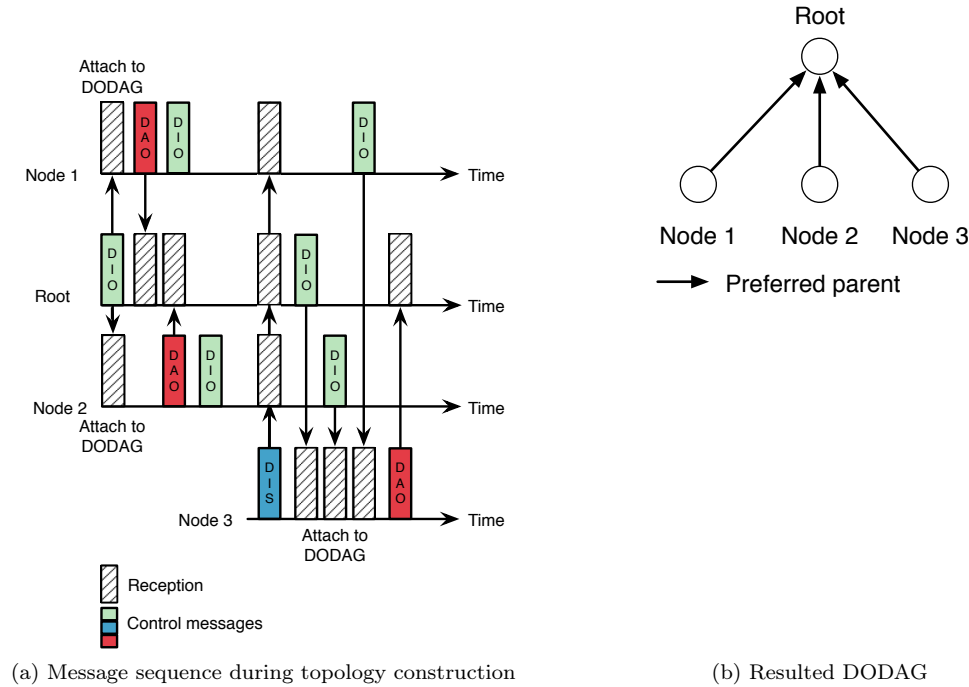 Attach to
DODAG
DAO
DIO
DIO
Node 1
Time
DIO
DIO
Root
Time
DAO
DIO
DIO
Node 2
Time
Attach to
DODAG
DIS
DAO
Node 3
Time
Attach to
DODAG
Reception
Control messages
(a) Message sequence during topology construction
Root
Node 1 Node 2 Node 3
Preferred parent
(b) Resulted DODAG